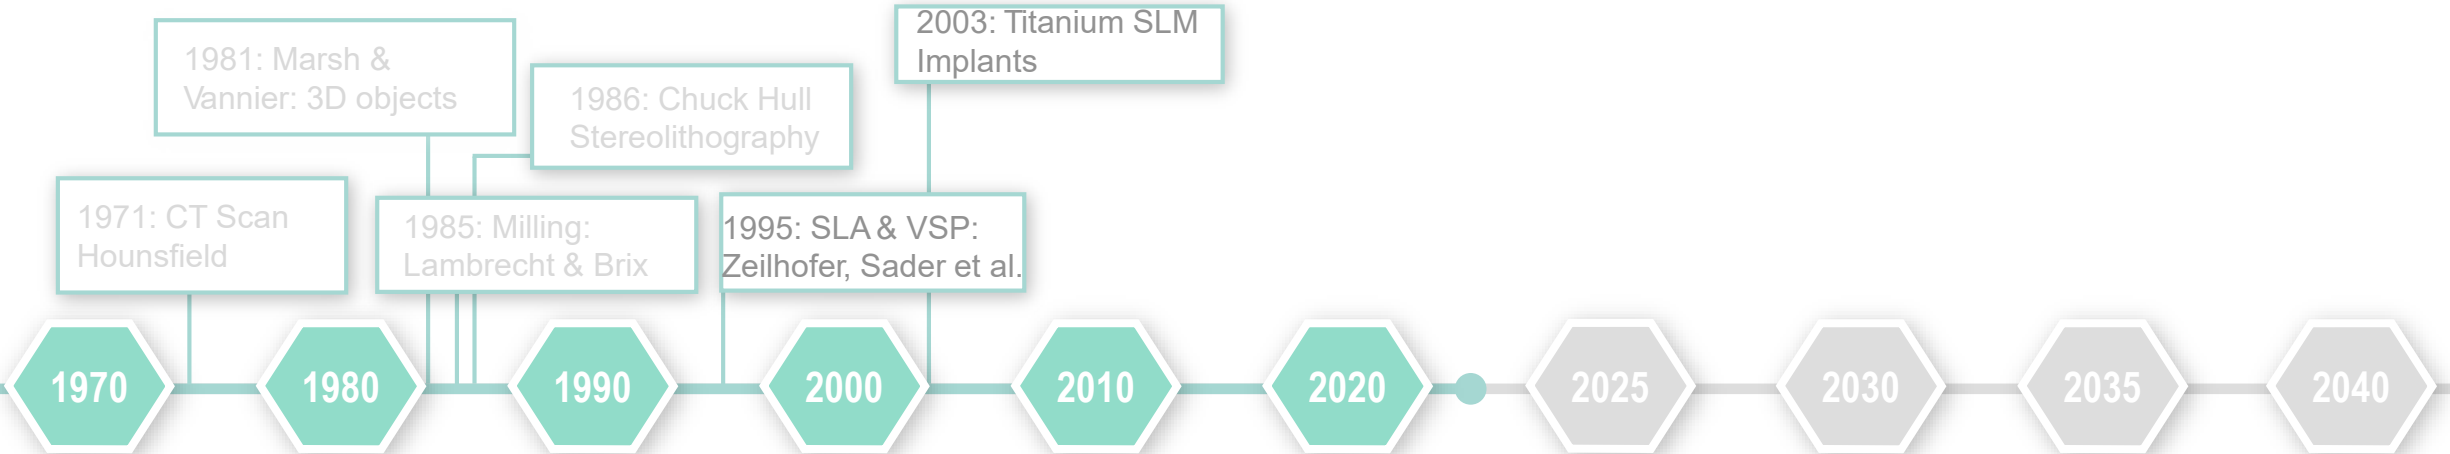 1981: Marsh &
Vannier: 3D objects
1986: Chuck Hull
Stereolithography
2003: Titanium SLM
Implants
1971: CT Scan
Hounsfield
1985: Milling:
Lambrecht & Brix
1995: SLA & VSP:
Zeilhofer, Sader et al.
1970
1980
1990
2000
2010
2020
2025
2030
2035
2040